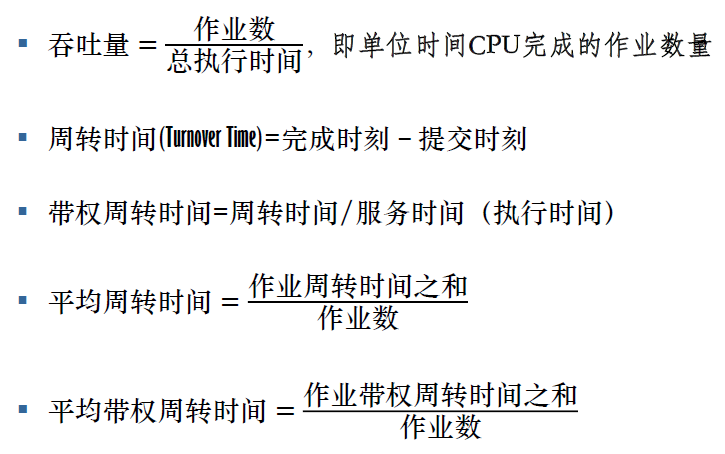 ▪ 吞吐量 = 作业数/总执行时间，即单位时间CPU完成的作业数量
▪ 周转时间(Turnover Time)=完成时刻 – 提交时刻
▪ 带权周转时间=周转时间/服务时间（执行时间）
▪ 平均周转时间 = 作业周转时间之和/作业数
▪ 平均带权周转时间 = 作业带权周转时间之和/作业数